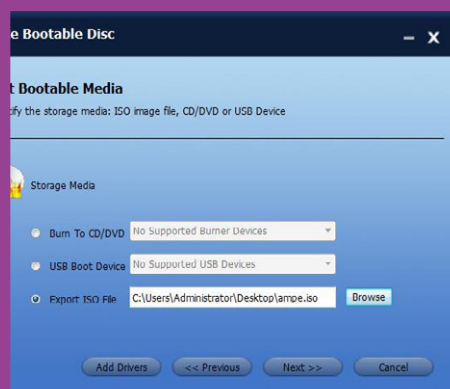 e Bootable Disc
t Bootable Media
ify the storage media: ISO image file, CD/DVD or USB Device
Storage Media
Burn To CD/DVD No Supported Burner Devices
USB Boot Device No Supported USB Devices
Export ISO File C:\Users\Administrator\Desktop\ampe.iso Browse
Add Drivers << Previous Next >> Cancel